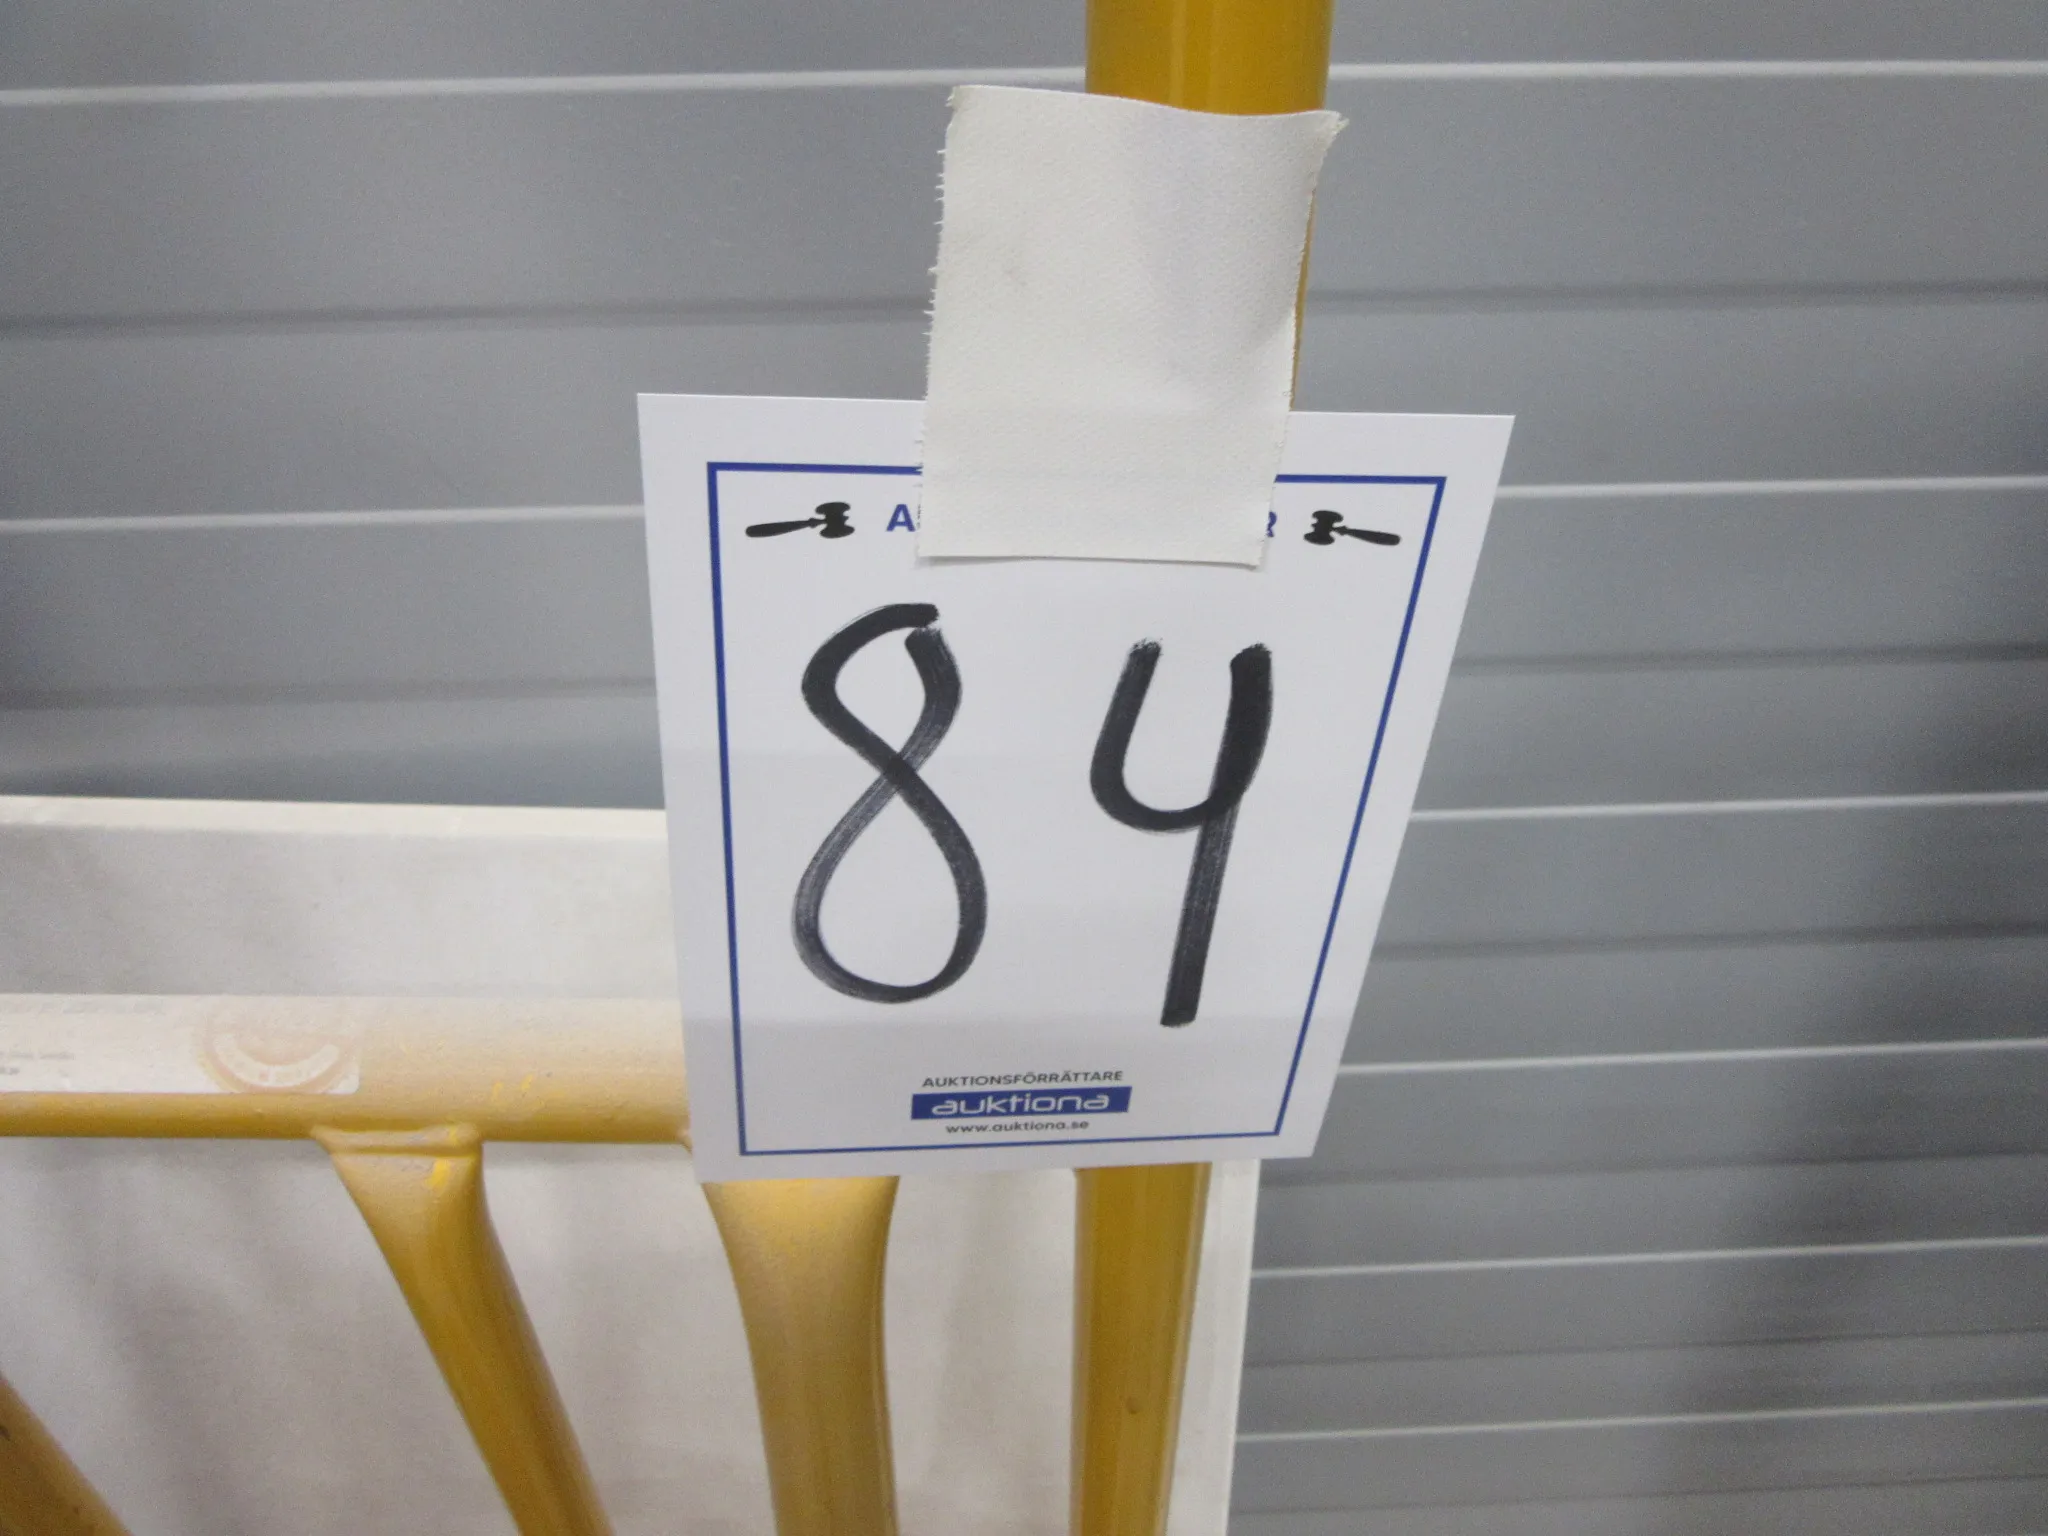 84
AUKTIONSFÖRRÄTTARE
auktiona
www.auktiona.se